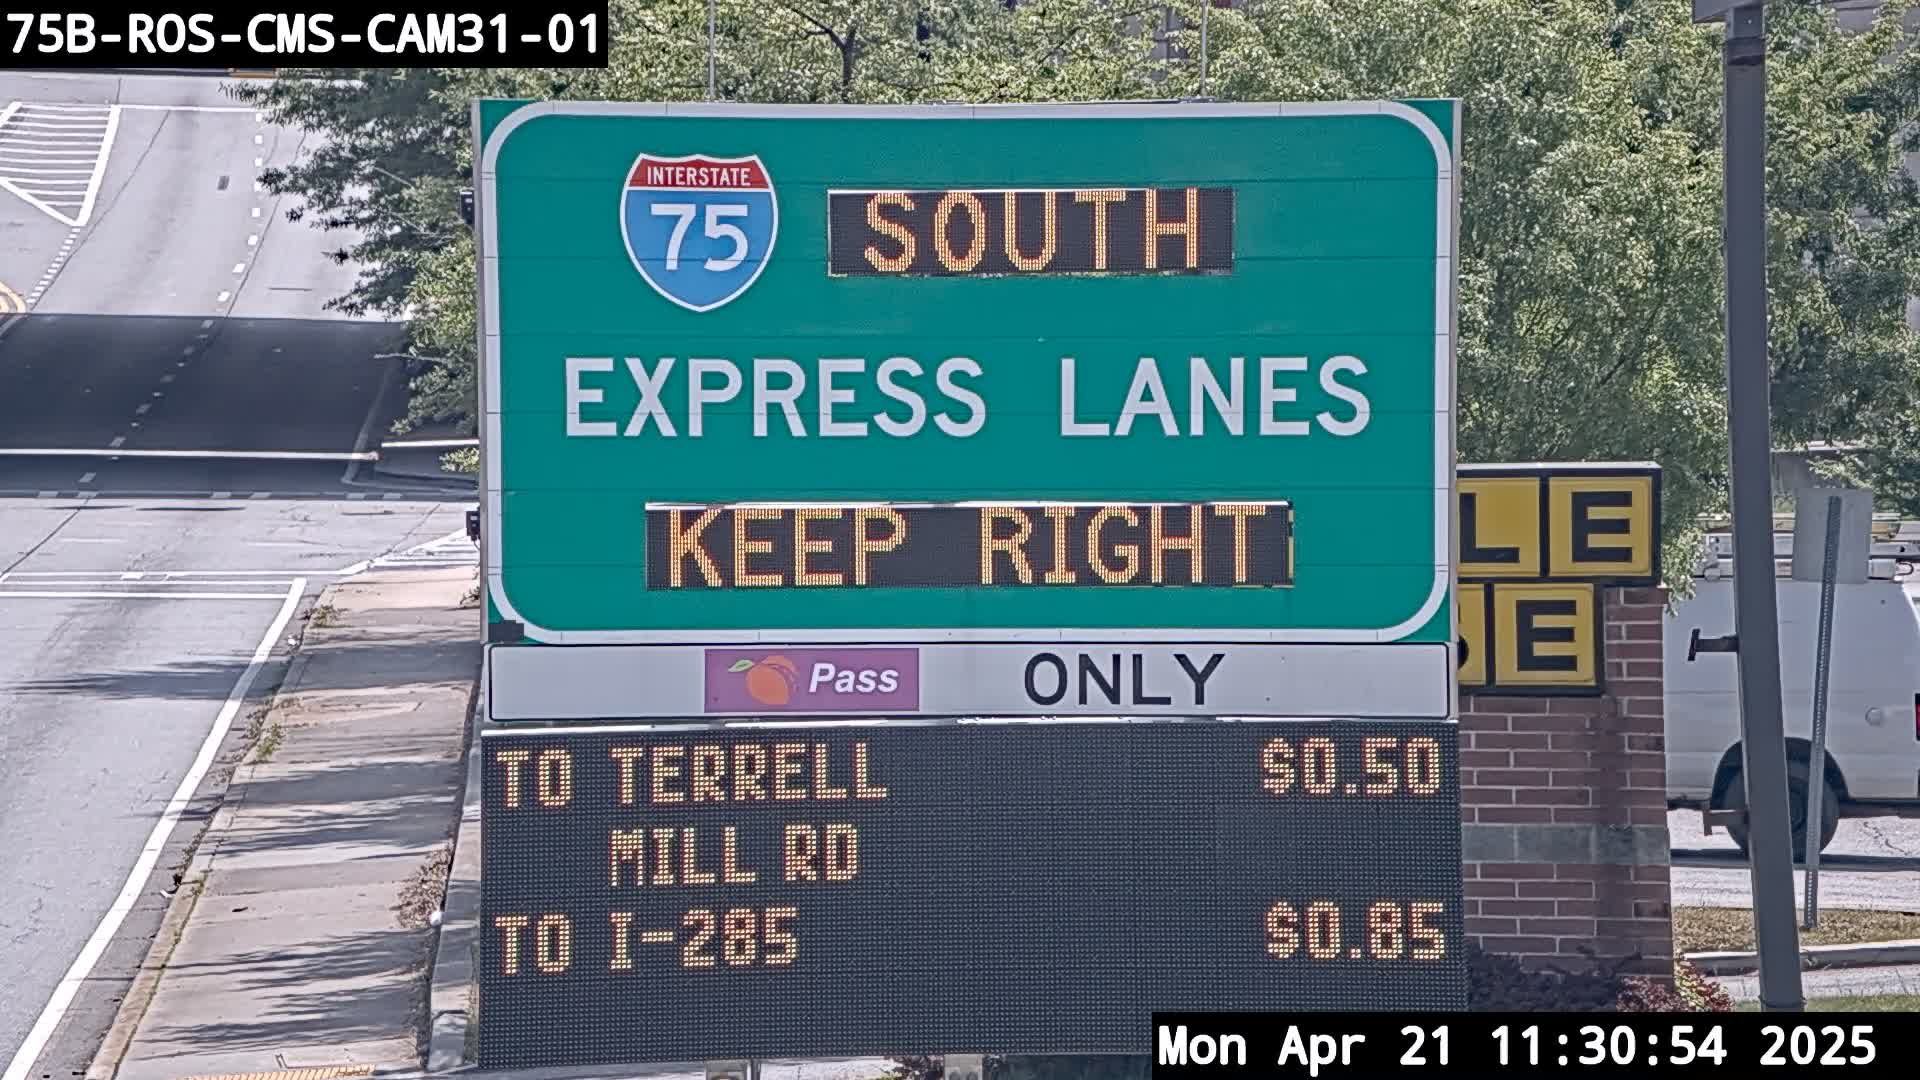 75B-ROS-CMS-CAM31-01
INTERSTATE
75
SOUTH
EXPRESS LANES
KEEP RIGHT
LE
E
Pass ONLY
TO TERRELL $0.50
MILL RD
TO I-285 $0.85
Mon Apr 21 11:30:54 2025